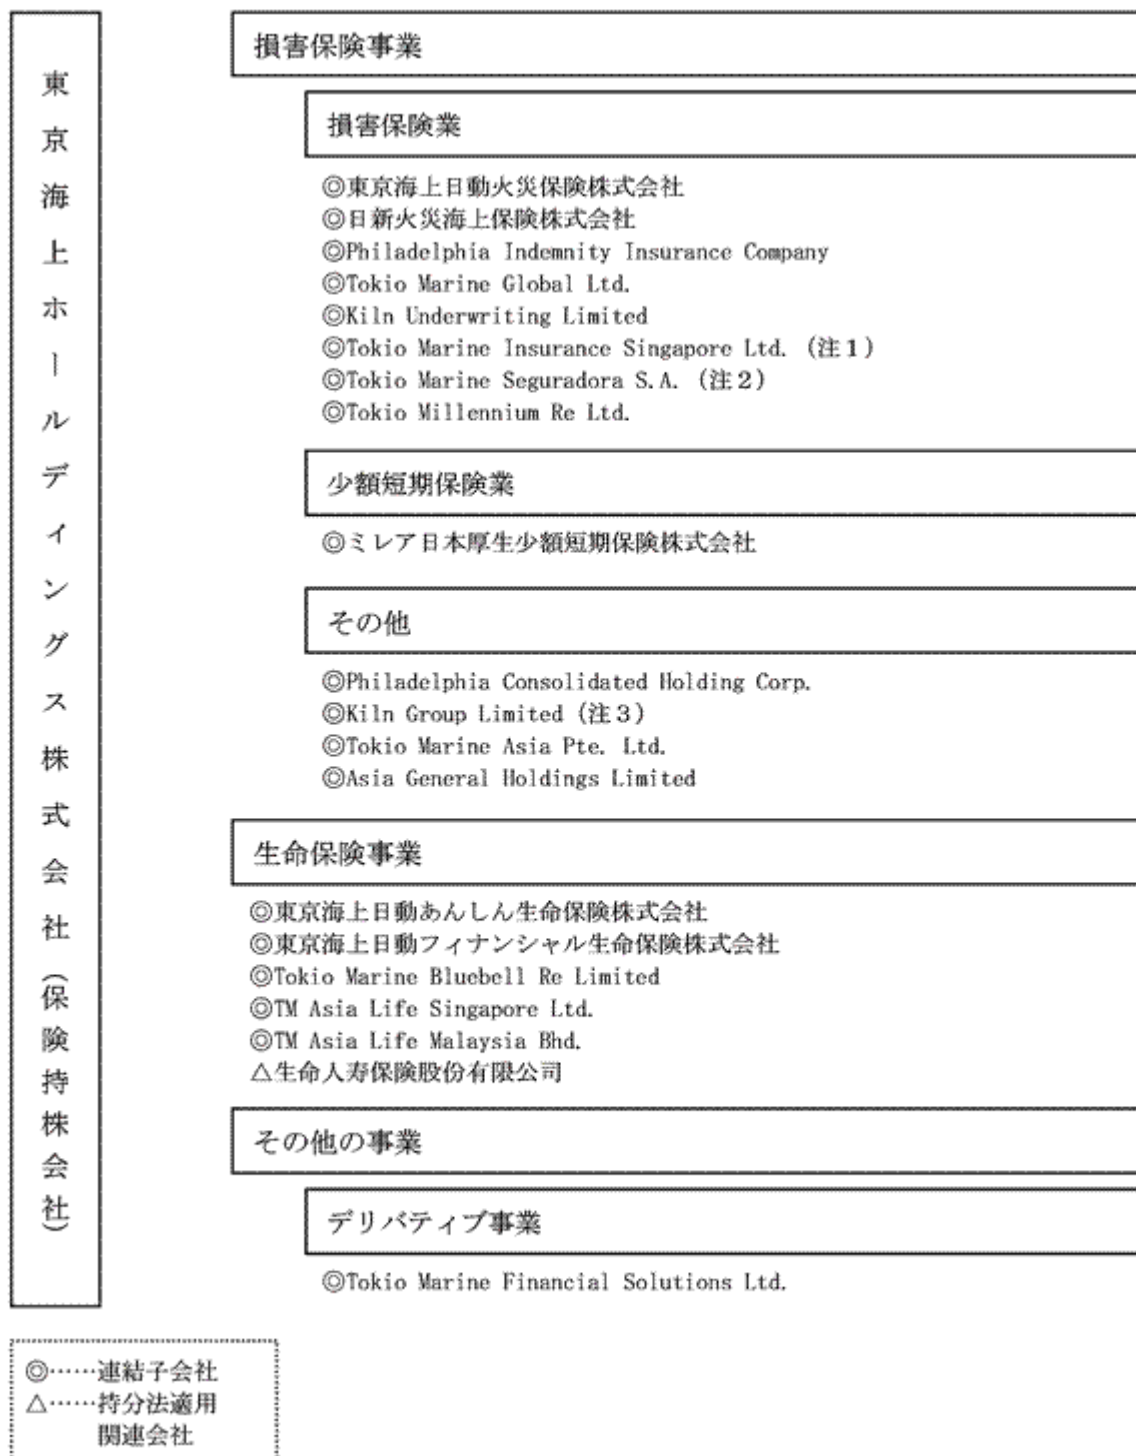 東京海上ホールディングス株式会社（保険持株会社）
損害保険事業
損害保険業
◎東京海上日動火災保険株式会社
◎日新火災海上保険株式会社
◎Philadelphia Indemnity Insurance Company
◎Tokio Marine Global Ltd.
◎Kiln Underwriting Limited
◎Tokio Marine Insurance Singapore Ltd.（注１）
◎Tokio Marine Seguradora S.A.（注２）
◎Tokio Millennium Re Ltd.
少額短期保険業
◎ミレア日本厚生少額短期保険株式会社
その他
◎Philadelphia Consolidated Holding Corp.
◎Kiln Group Limited（注３）
◎Tokio Marine Asia Pte. Ltd.
◎Asia General Holdings Limited
生命保険事業
◎東京海上日動あんしん生命保険株式会社
◎東京海上日動フィナンシャル生命保険株式会社
◎Tokio Marine Bluebell Re Limited
◎TM Asia Life Singapore Ltd.
◎TM Asia Life Malaysia Bhd.
△生命人寿保険股份有限公司
その他の事業
デリバティブ事業
◎Tokio Marine Financial Solutions Ltd.
◎……連結子会社
△……持分法適用
関連会社